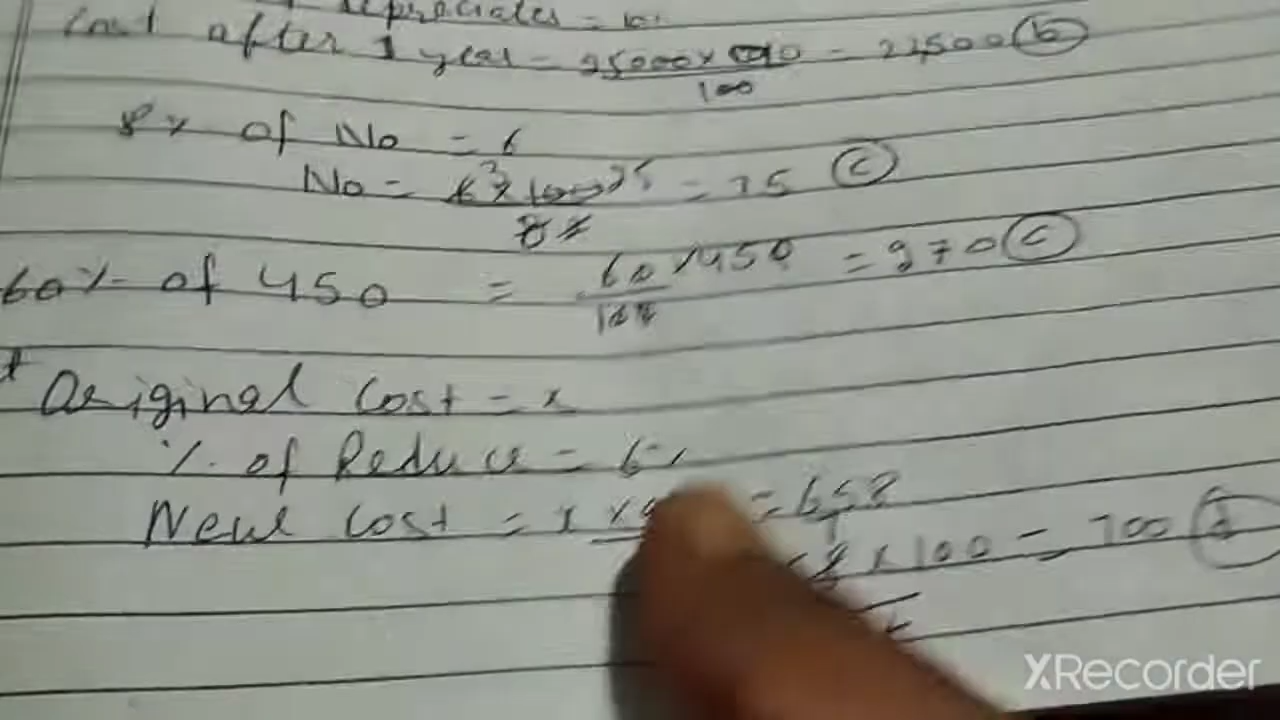 depreciates =
Cost after 1 year = 25000 × 90 = 22500 (b)
100
8% of No = 6
No = 6 × 100 = 75 (c)
8
60% of 450 = 60 × 450 = 270 (c)
100
Original Cost = x
% of Reduce = 6%
New Cost = x × = 658
× 100 = 700
XRecorder